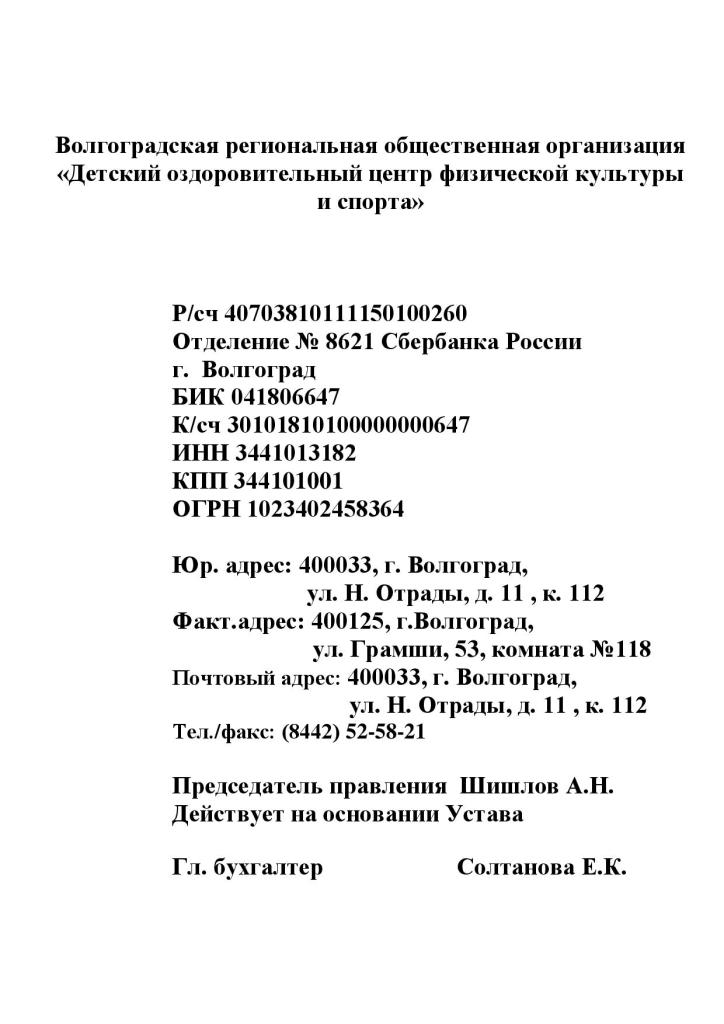 Волгоградская региональная общественная организация
«Детский оздоровительный центр физической культуры
и спорта»
Р/сч 40703810111150100260
Отделение № 8621 Сбербанка России
г. Волгоград
БИК 041806647
К/сч 30101810100000000647
ИНН 3441013182
КПП 344101001
ОГРН 1023402458364
Юр. адрес: 400033, г. Волгоград,
ул. Н. Отрады, д. 11 , к. 112
Факт.адрес: 400125, г.Волгоград,
ул. Грамши, 53, комната №118
Почтовый адрес: 400033, г. Волгоград,
ул. Н. Отрады, д. 11 , к. 112
Тел./факс: (8442) 52-58-21
Председатель правления Шишлов А.Н.
Действует на основании Устава
Гл. бухгалтер Солтанова Е.К.